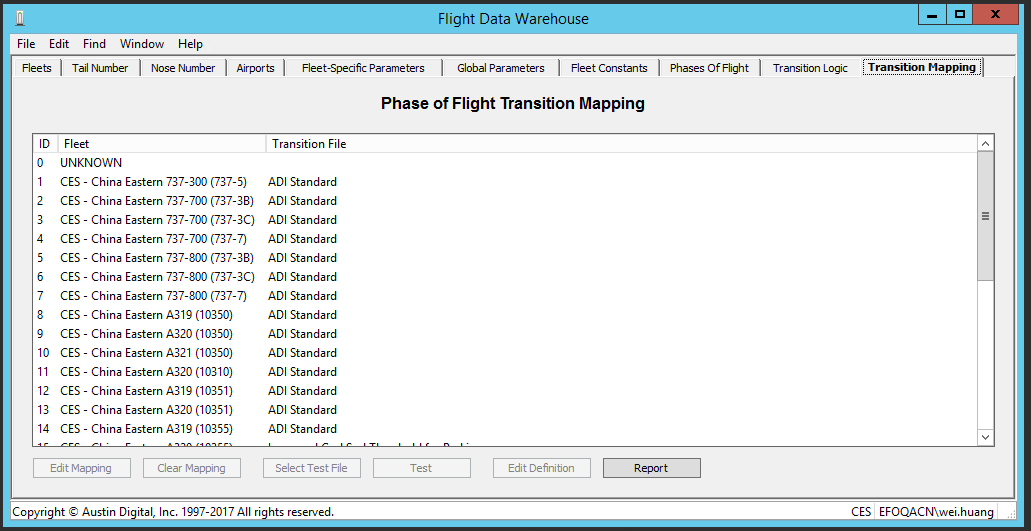 Flight Data Warehouse
File Edit Find Window Help
Fleets Tail Number Nose Number Airports Fleet-Specific Parameters Global Parameters Fleet Constants Phases Of Flight Transition Logic Transition Mapping
Phase of Flight Transition Mapping
ID Fleet Transition File
0 UNKNOWN
1 CES - China Eastern 737-300 (737-5) ADI Standard
2 CES - China Eastern 737-700 (737-3B) ADI Standard
3 CES - China Eastern 737-700 (737-3C) ADI Standard
4 CES - China Eastern 737-700 (737-7) ADI Standard
5 CES - China Eastern 737-800 (737-3B) ADI Standard
6 CES - China Eastern 737-800 (737-3C) ADI Standard
7 CES - China Eastern 737-800 (737-7) ADI Standard
8 CES - China Eastern A319 (10350) ADI Standard
9 CES - China Eastern A320 (10350) ADI Standard
10 CES - China Eastern A321 (10350) ADI Standard
11 CES - China Eastern A320 (10310) ADI Standard
12 CES - China Eastern A319 (10351) ADI Standard
13 CES - China Eastern A320 (10351) ADI Standard
14 CES - China Eastern A319 (10355) ADI Standard
15 CES - China Eastern A320 (10355)
Edit Mapping Clear Mapping Select Test File Test Edit Definition Report
Copyright © Austin Digital, Inc. 1997-2017 All rights reserved. CES EFOQACN\wei.huang